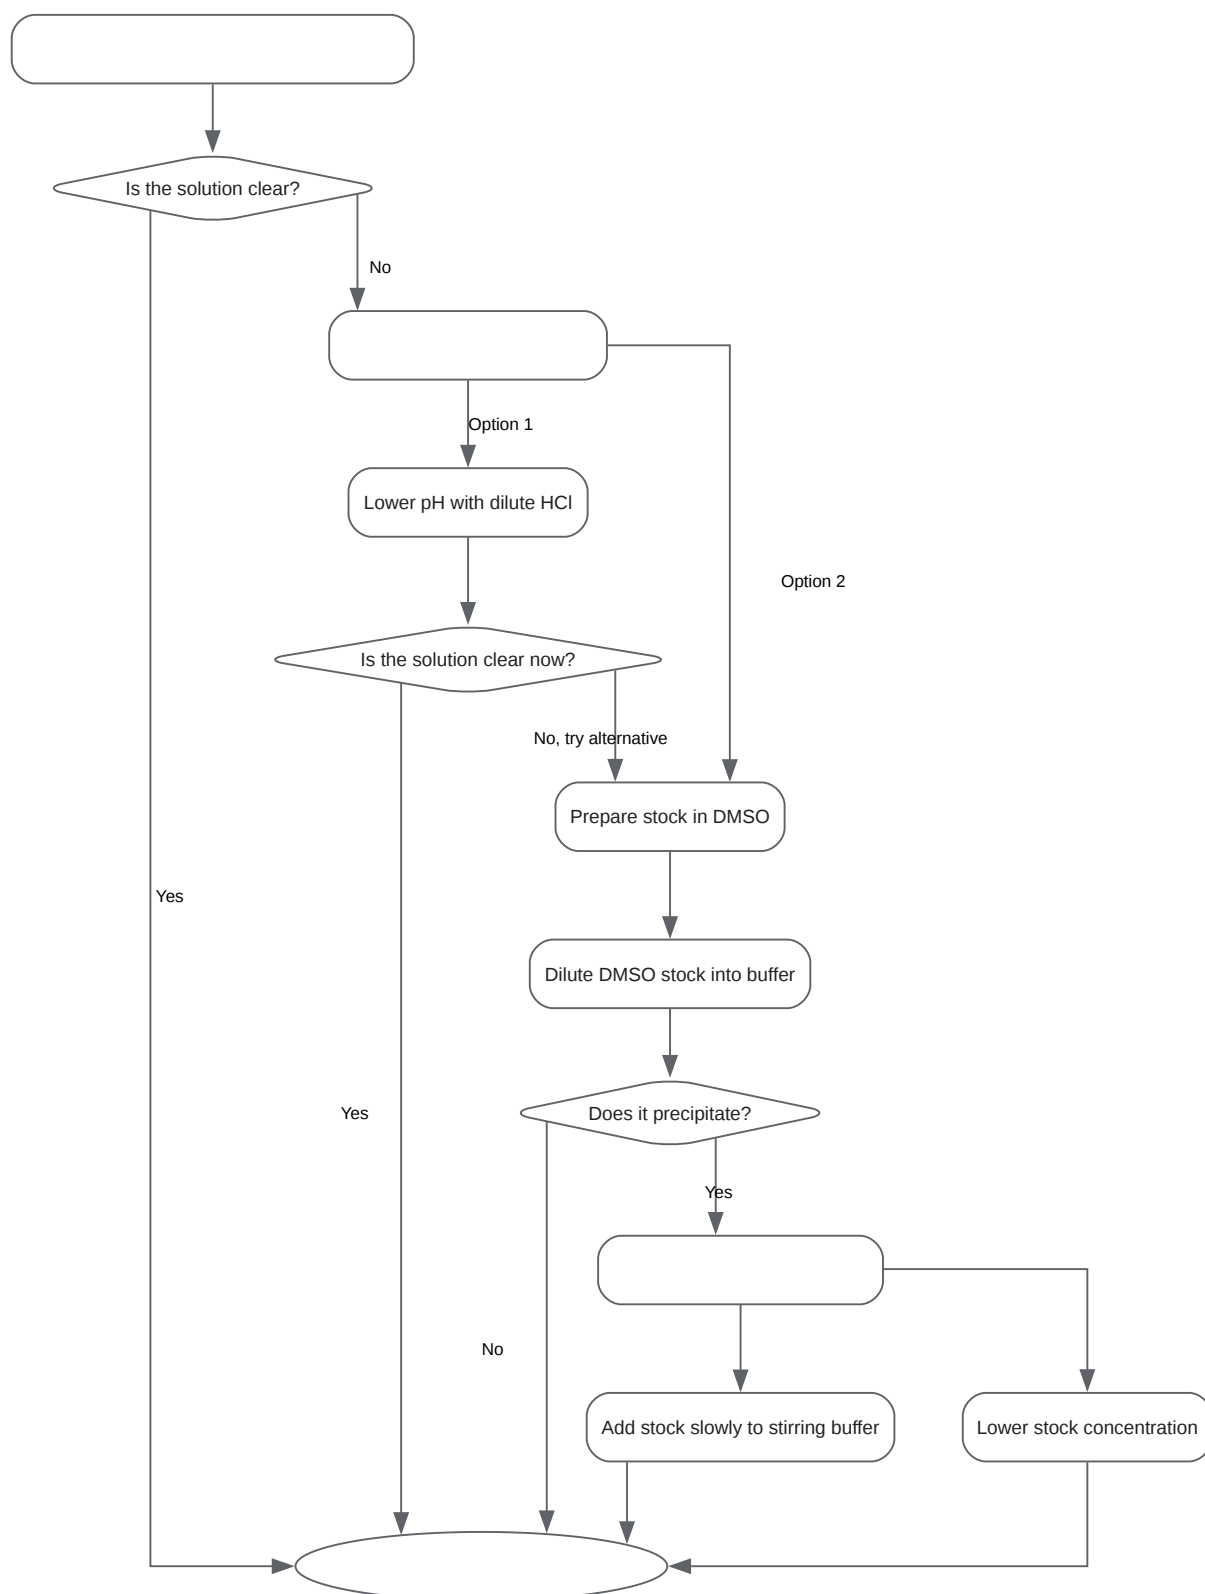 Is the solution clear?
No
Option 1
Lower pH with dilute HCl
Option 2
Is the solution clear now?
No, try alternative
Prepare stock in DMSO
Yes
Dilute DMSO stock into buffer
Yes
Does it precipitate?
Yes
No
Add stock slowly to stirring buffer
Lower stock concentration